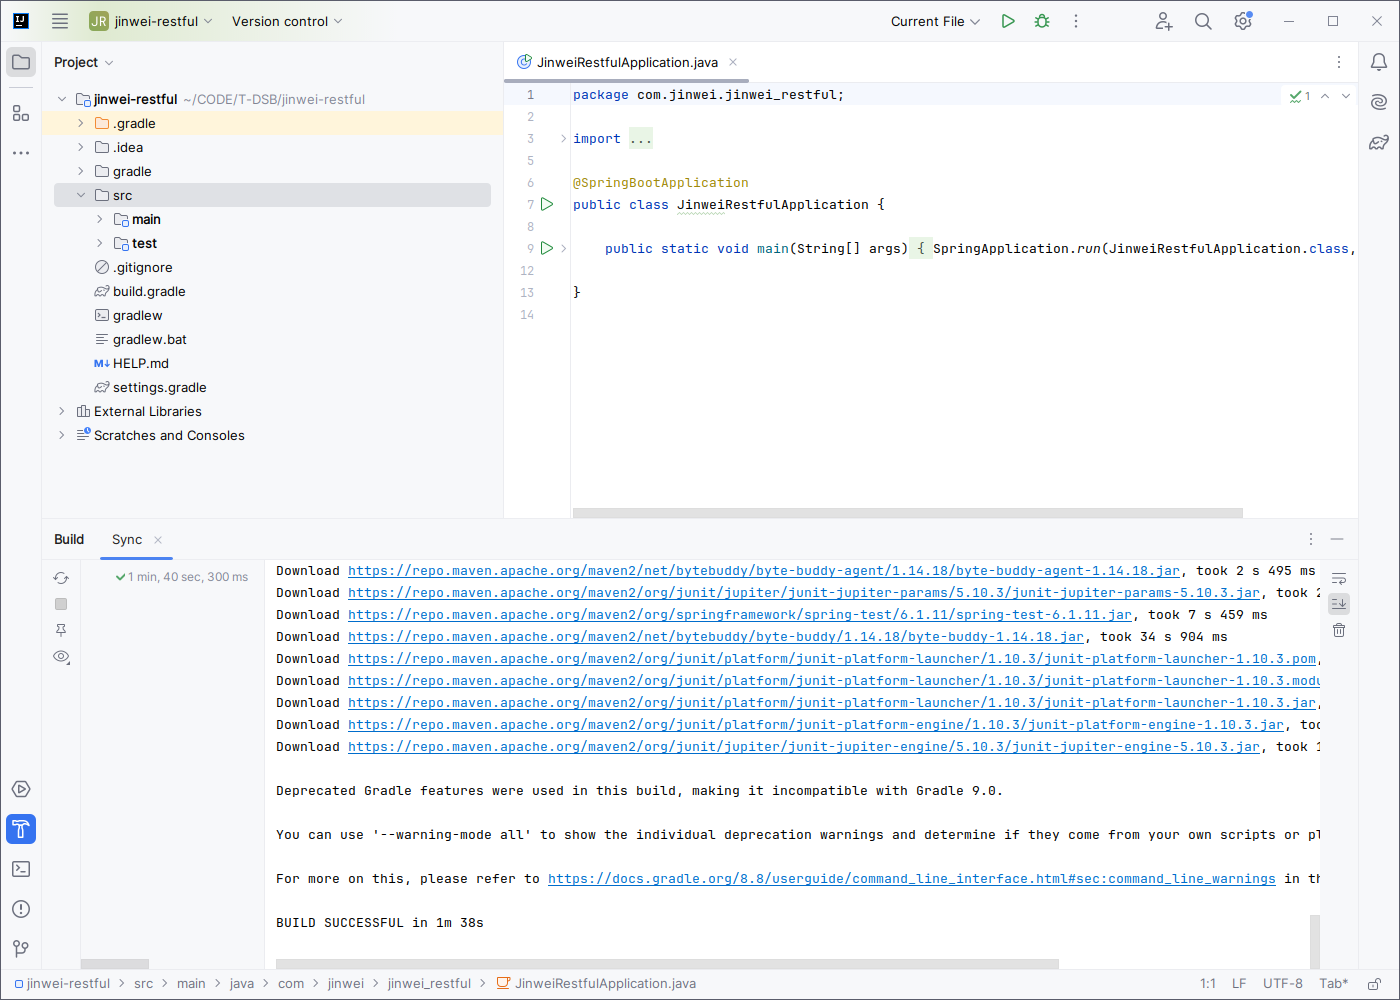 JR jinwei-restful Version control Current File
Project
JinweiRestfulApplication.java
jinwei-restful ~/CODE/T-DSB/jinwei-restful
.gradle
.idea
gradle
src
main
test
.gitignore
build.gradle
gradlew
gradlew.bat
M↓ HELP.md
settings.gradle
External Libraries
Scratches and Consoles
1 package com.jinwei.jinwei_restful;
1
2
3 import ...
5
6 @SpringBootApplication
7 public class JinweiRestfulApplication {
8
9 public static void main(String[] args) { SpringApplication.run(JinweiRestfulApplication.class,
12
13 }
14
Build Sync
1 min, 40 sec, 300 ms
Download https://repo.maven.apache.org/maven2/net/bytebuddy/byte-buddy-agent/1.14.18/byte-buddy-agent-1.14.18.jar, took 2 s 495 ms
Download https://repo.maven.apache.org/maven2/org/junit/jupiter/junit-jupiter-params/5.10.3/junit-jupiter-params-5.10.3.jar, took 2
Download https://repo.maven.apache.org/maven2/org/springframework/spring-test/6.1.11/spring-test-6.1.11.jar, took 7 s 459 ms
Download https://repo.maven.apache.org/maven2/net/bytebuddy/byte-buddy/1.14.18/byte-buddy-1.14.18.jar, took 34 s 904 ms
Download https://repo.maven.apache.org/maven2/org/junit/platform/junit-platform-launcher/1.10.3/junit-platform-launcher-1.10.3.pom,
Download https://repo.maven.apache.org/maven2/org/junit/platform/junit-platform-launcher/1.10.3/junit-platform-launcher-1.10.3.modu
Download https://repo.maven.apache.org/maven2/org/junit/platform/junit-platform-launcher/1.10.3/junit-platform-launcher-1.10.3.jar,
Download https://repo.maven.apache.org/maven2/org/junit/platform/junit-platform-engine/1.10.3/junit-platform-engine-1.10.3.jar, too
Download https://repo.maven.apache.org/maven2/org/junit/jupiter/junit-jupiter-engine/5.10.3/junit-jupiter-engine-5.10.3.jar, took 1
Deprecated Gradle features were used in this build, making it incompatible with Gradle 9.0.
You can use '--warning-mode all' to show the individual deprecation warnings and determine if they come from your own scripts or pl
For more on this, please refer to https://docs.gradle.org/8.8/userguide/command_line_interface.html#sec:command_line_warnings in th
BUILD SUCCESSFUL in 1m 38s
jinwei-restful > src > main > java > com > jinwei > jinwei_restful > JinweiRestfulApplication.java 1:1 LF UTF-8 Tab*